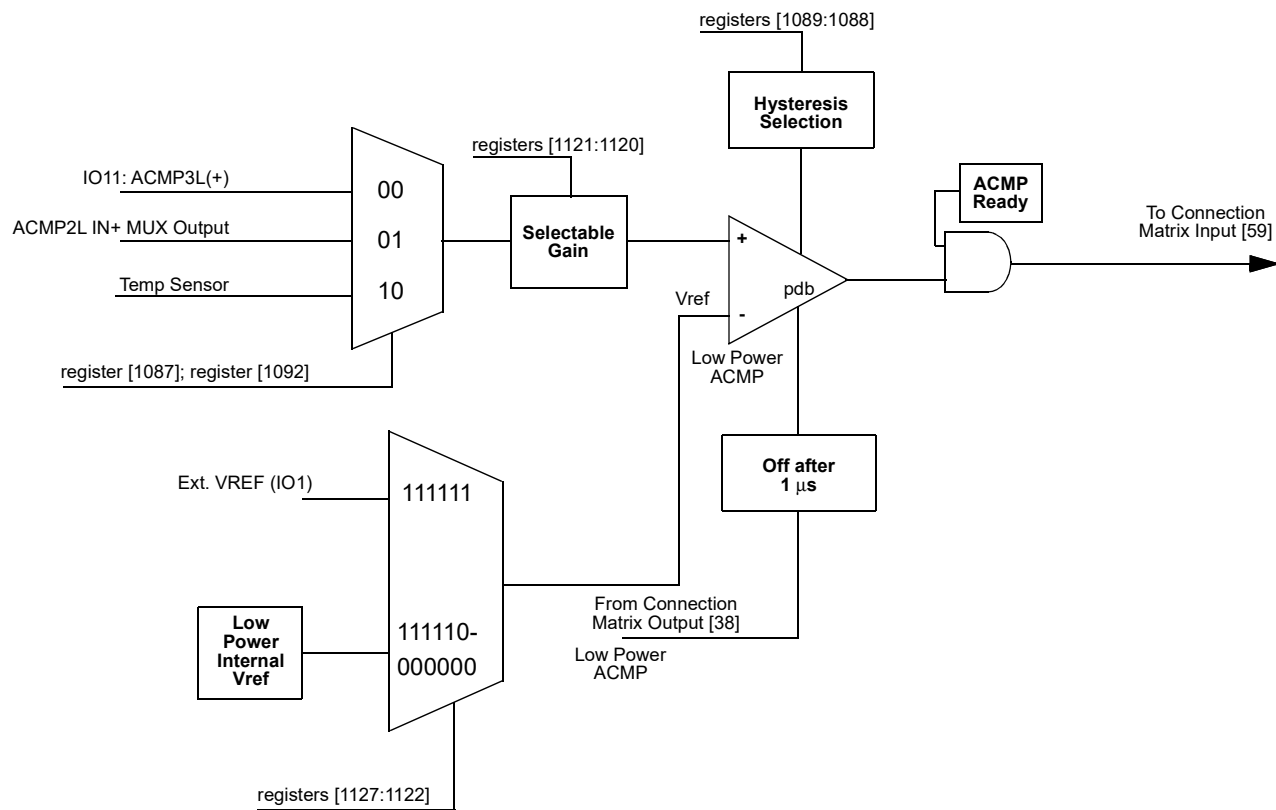 registers [1089:1088]
Hysteresis
Selection
registers [1121:1120]
IO11: ACMP3L(+)
00
ACMP2L IN+ MUX Output
01
Temp Sensor
10
Selectable
Gain
ACMP
Ready
To Connection
Matrix Input [59]
+
pdb
Vref
-
Low Power
ACMP
register [1087]; register [1092]
Ext. VREF (IO1)
111111
Off after
1 μs
Low
Power
Internal
Vref
111110-
000000
From Connection
Matrix Output [38]
Low Power
ACMP
registers [1127:1122]